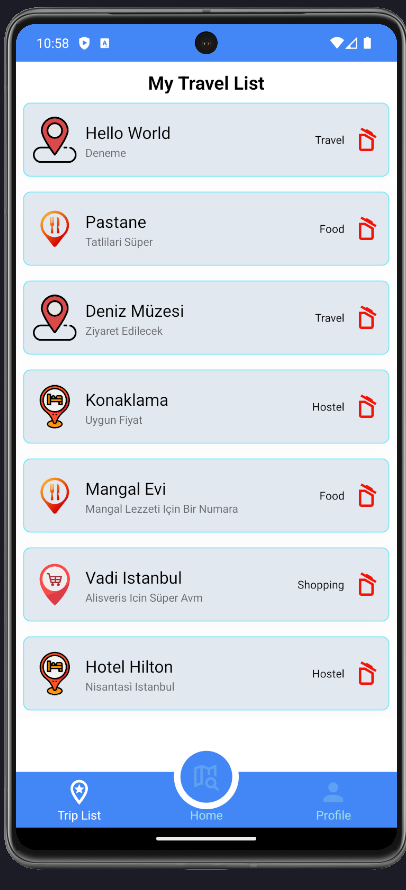 10:58
My Travel List
Hello World
Deneme
Travel
Pastane
Tatlilari Süper
Food
Deniz Müzesi
Ziyaret Edilecek
Travel
Konaklama
Uygun Fiyat
Hostel
Mangal Evi
Mangal Lezzeti Için Bir Numara
Food
Vadi Istanbul
Alisveris Icin Süper Avm
Shopping
Hotel Hilton
Nisantasi Istanbul
Hostel
Trip List
Home
Profile